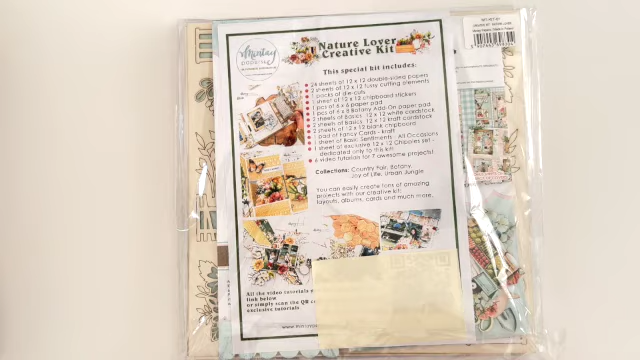 mintay
papers
Nature Lover
Creative Kit
This special kit includes:
24 sheets of 12 x 12 double-sided papers
2 sheets of 12 x 12 fussy cutting elements
packs of die-cuts
1 sheet of 12 x 12 chipboard stickers
1 pcs of 6 x 6 paper pad
1 pcs of 6 x 8 Botany Add-On paper pad
sheets of Basics 12 x 12 white cardstock
2 sheets of Basics 12 x 12 kraft cardstock
2 sheets of 12 x 12 blank chipboard
1 pad of Fancy Cards - kraft
1 sheet of Basic Sentiments - All Occasions
1 sheet of exclusive 12 x 12 Chippies set -
dedicated only to this kit!
6 video tutorials for 7 awesome projects!
Collections: Country Fair, Botany,
Joy of Life, Urban Jungle
You can easily create tons of amazing
projects with our creative kit:
layouts, albums, cards and much more.
All the video tutorials
link below
or simply scan the QR
exclusive tutorials